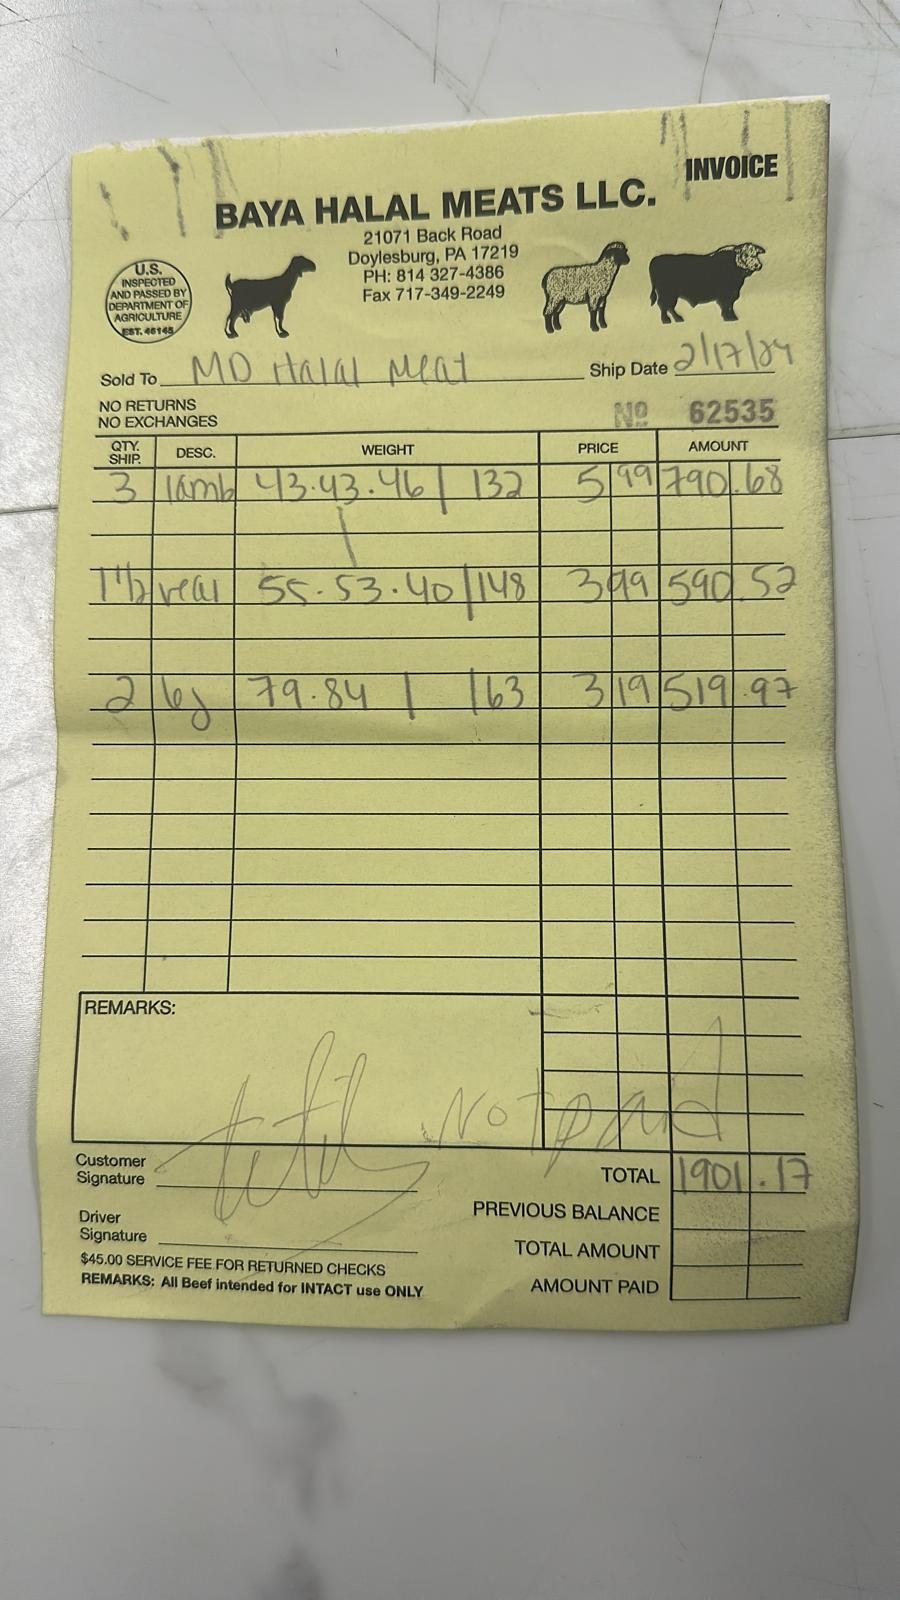 INVOICE
BAYA HALAL MEATS LLC.
21071 Back Road
Doylesburg, PA 17219
PH: 814 327-4386
Fax 717-349-2249
U.S.
INSPECTED
AND PASSED BY
DEPARTMENT OF
AGRICULTURE
EST. 46145
Sold To MD Halal Meat Ship Date 2/17/24
NO RETURNS
NO EXCHANGES
No 62535
QTY. SHIP. DESC. WEIGHT PRICE AMOUNT
3 lamb 43.43.46 / 132 5 99 790.68
1 1/2 veal 55.53.40 / 148 3 99 590.52
2 79.84 / 163 3 19 519.97
REMARKS:
Not paid
Customer
Signature
TOTAL 1901.17
PREVIOUS BALANCE
Driver
Signature
TOTAL AMOUNT
$45.00 SERVICE FEE FOR RETURNED CHECKS
REMARKS: All Beef intended for INTACT use ONLY
AMOUNT PAID